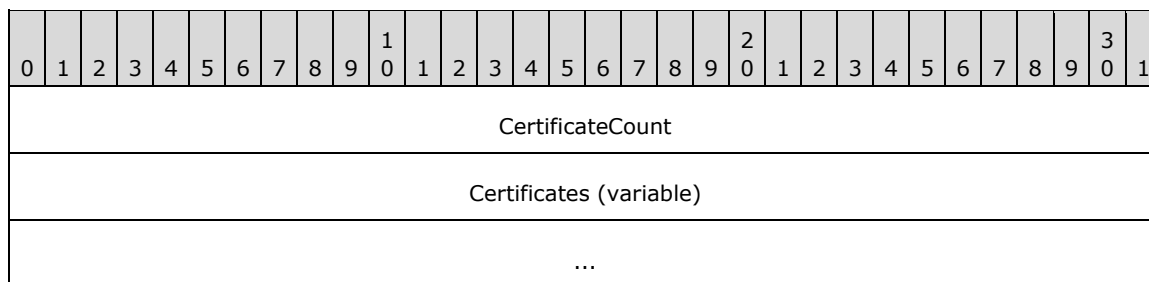 1 2 3
0 1 2 3 4 5 6 7 8 9 0 1 2 3 4 5 6 7 8 9 0 1 2 3 4 5 6 7 8 9 0 1
CertificateCount
Certificates (variable)
...